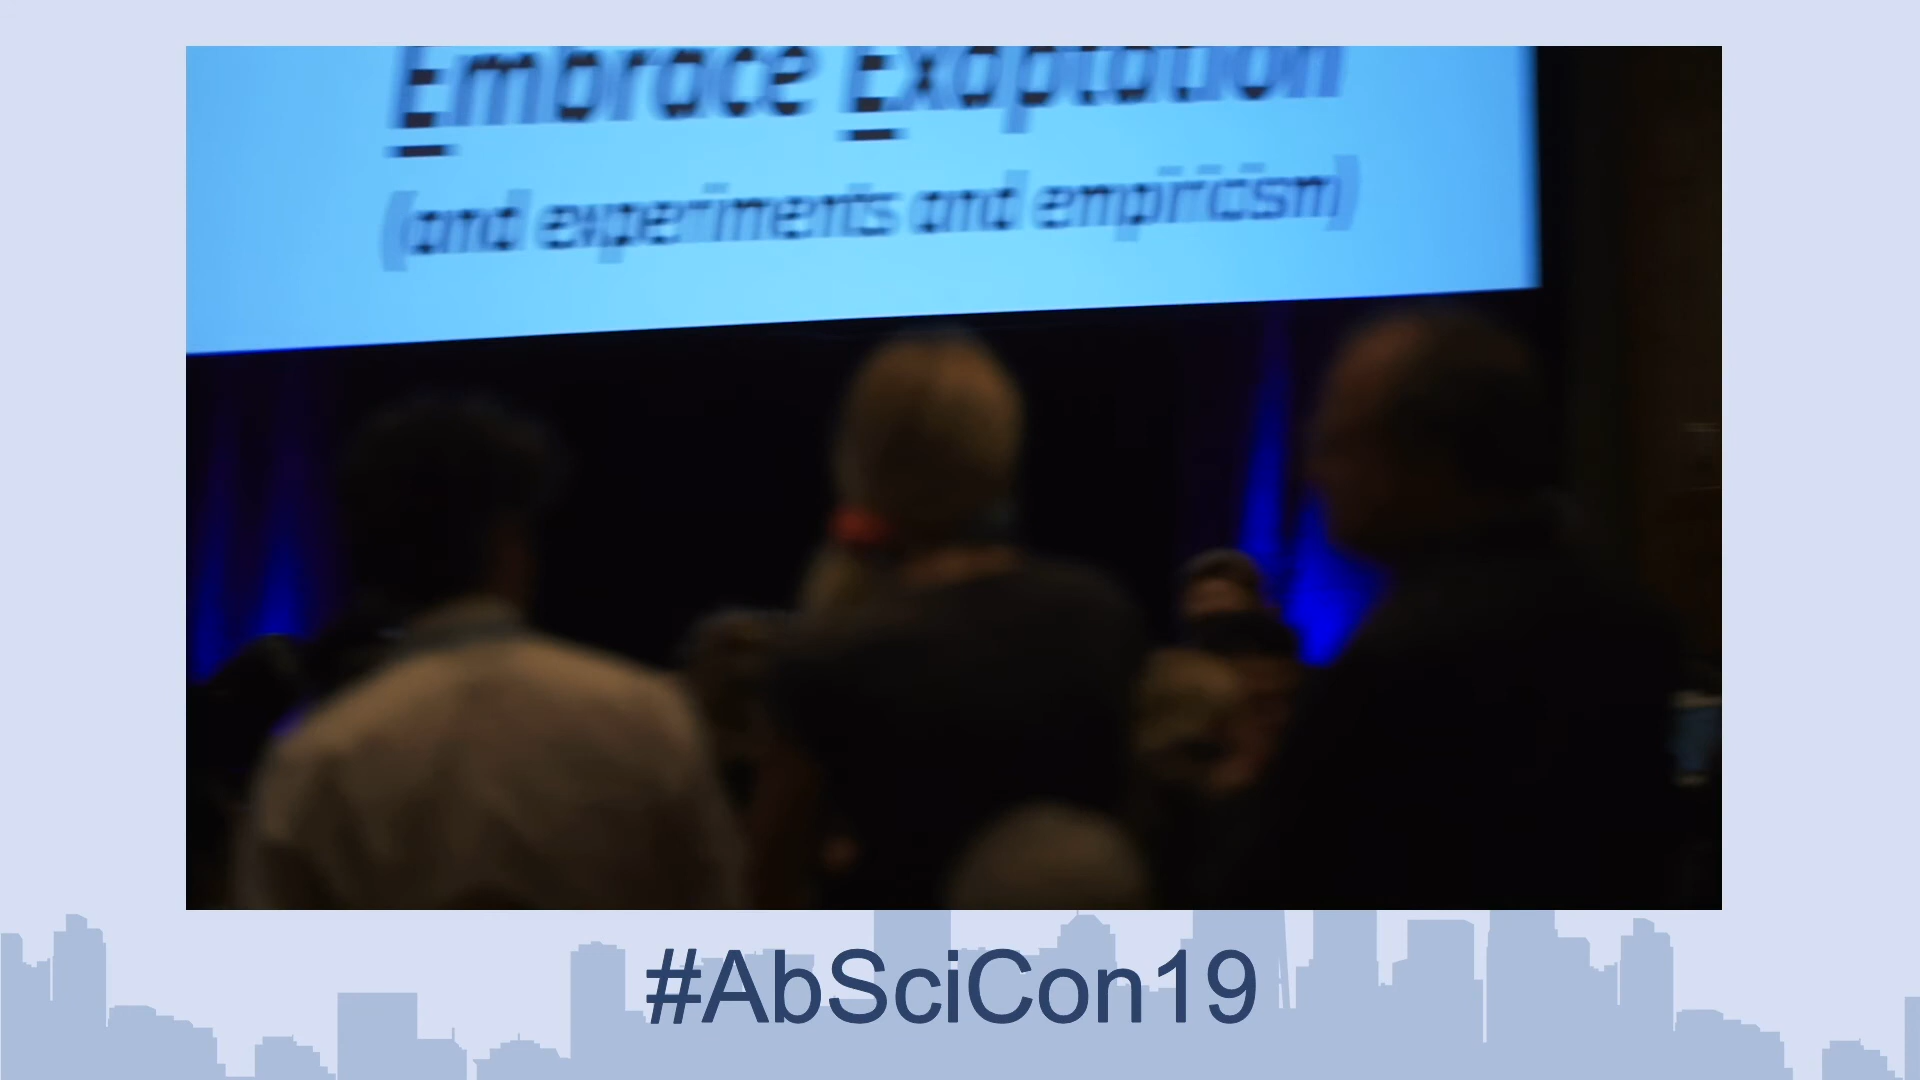 Embrace Exaptation
(and experiments and empiricism)
#AbSciCon19